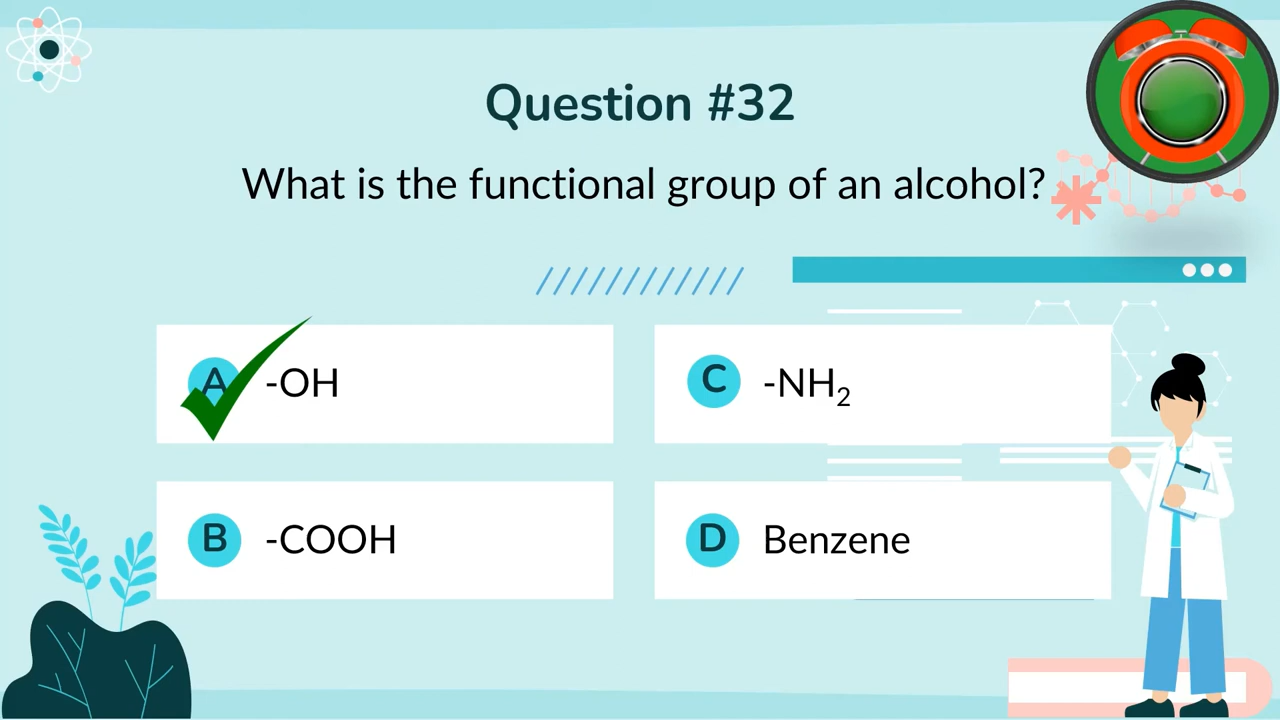 Question #32
What is the functional group of an alcohol?
A -OH
B -COOH
C -NH₂
D Benzene